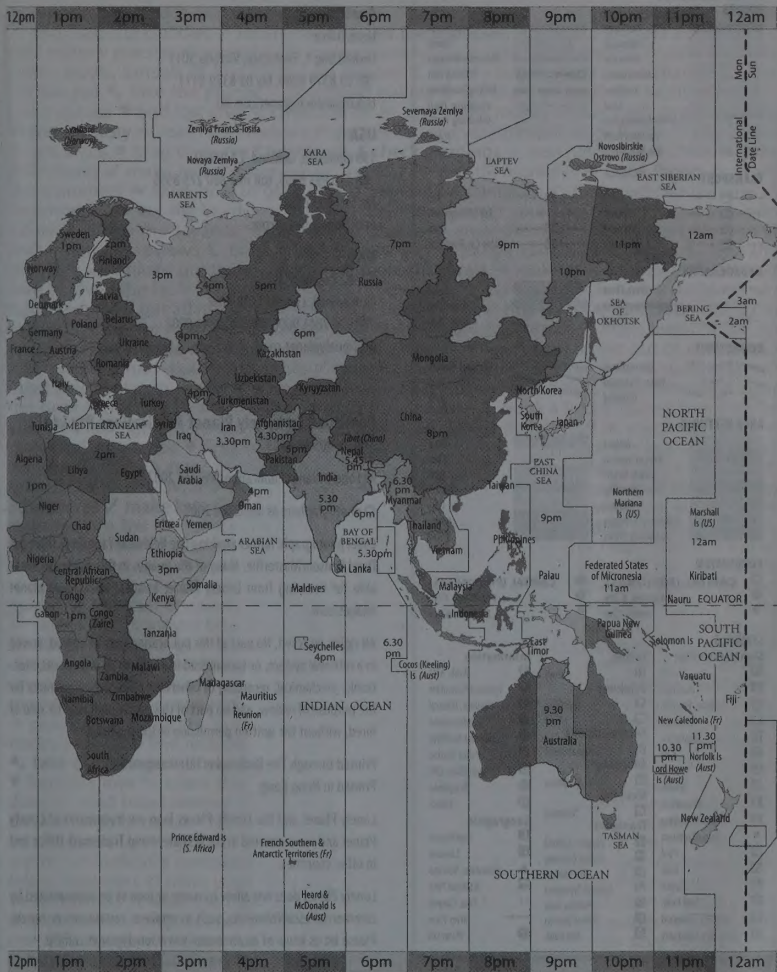 12pm 1pm 2pm 3pm 4pm 5pm 6pm 7pm 8pm 9pm 10pm 11pm 12am
Mon
Sun
International
Date Line
Svalbard
(Norway)
Zemlya Frantsa-Iosifa
(Russia)
Severnaya Zemlya
(Russia)
Novaya Zemlya
(Russia)
KARA
SEA
LAPTEV
SEA
Novosibirskie
Ostrovo (Russia)
EAST SIBERIAN
SEA
BARENTS
SEA
Sweden
1pm
2pm
Finland
Norway
3pm
4pm
5pm
7pm
Russia
9pm
10pm
11pm
12am
3am
2am
Denmark
Latvia
Germany
Poland
Belarus
France
Austria
Ukraine
Romania
4pm
6pm
Kazakhstan
Mongolia
SEA
OF
OKHOTSK
BERING
SEA
Italy
Greece
Turkey
4pm
Uzbekistan
Turkmenistan
Kyrgyzstan
China
8pm
North Korea
South
Korea
Japan
NORTH
PACIFIC
OCEAN
Tunisia
MEDITERRANEAN
SEA
Syria
Iraq
Iran
3.30pm
Afghanistan
4.30pm
5pm
Pakistan
Tibet (China)
Nepal
5.45
pm
Algeria
1pm
Libya
2pm
Egypt
Saudi
Arabia
4pm
Oman
India
5.30
pm
6pm
6.30
pm
Myanmar
Taiwan
EAST
CHINA
SEA
Niger
Chad
Sudan
Eritrea
Yemen
ARABIAN
SEA
BAY OF
BENGAL
5.30pm
Thailand
Vietnam
Philippines
9pm
Northern
Mariana
Is (US)
Marshall
Is (US)
12am
Nigeria
Central African
Republic
Ethiopia
3pm
Somalia
Sri Lanka
Maldives
Malaysia
Palau
Federated States
of Micronesia
11am
Kiribati
Congo
Gabon
1pm
Congo
(Zaire)
Kenya
Indonesia
Nauru
EQUATOR
Tanzania
Seychelles
4pm
6.30
pm
Cocos (Keeling)
Is (Aust)
East
Timor
Papua New
Guinea
Solomon Is
SOUTH
PACIFIC
OCEAN
Angola
Malawi
Zambia
Madagascar
Mauritius
Reunion
(Fr)
Vanuatu
Fiji
Namibia
Zimbabwe
Botswana
Mozambique
INDIAN OCEAN
9.30
pm
Australia
New Caledonia (Fr)
11.30
pm
Norfolk Is
(Aust)
10.30
pm
Lord Howe
Is (Aust)
South
Africa
New Zealand
TASMAN
SEA
Prince Edward Is
(S. Africa)
French Southern &
Antarctic Territories (Fr)
SOUTHERN OCEAN
Heard &
McDonald Is
(Aust)
12pm 1pm 2pm 3pm 4pm 5pm 6pm 7pm 8pm 9pm 10pm 11pm 12am